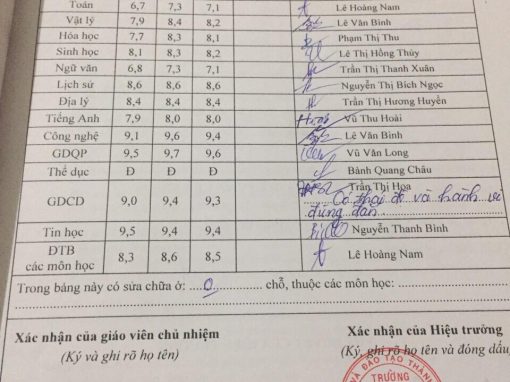 Toán 6,7 7,3 7,1 Lê Hoàng Nam
Vật lý 7,9 8,4 8,2 Lê Văn Bình
Hóa học 7,7 8,3 8,1 Phạm Thị Thu
Sinh học 8,1 8,3 8,2 Lê Thị Hồng Thúy
Ngữ văn 6,8 7,3 7,1 Trần Thị Thanh Xuân
Lịch sử 8,6 8,6 8,6 Nguyễn Thị Bích Ngọc
Địa lý 8,4 8,4 8,4 Trần Thị Hương Huyền
Tiếng Anh 7,9 8,0 8,0 Vũ Thu Hoài
Công nghệ 9,1 9,6 9,4 Lê Văn Bình
GDQP 9,5 9,7 9,6 Vũ Văn Long
Thể dục Đ Đ Đ Bành Quang Châu
Trần Thị Hoa
GDCD 9,0 9,4 9,3 Có thái độ và hành vi
đúng đắn
Tin học 9,5 9,4 9,4 Nguyễn Thanh Bình
ĐTB
các môn học 8,3 8,6 8,5 Lê Hoàng Nam
Trong bảng này có sửa chữa ở: 0 chỗ, thuộc các môn học:
Xác nhận của giáo viên chủ nhiệm Xác nhận của Hiệu trưởng
(Ký và ghi rõ họ tên) (Ký, ghi rõ họ tên và đóng dấu)
VÀ ĐÀO TẠO THÀNH
TRƯỜNG